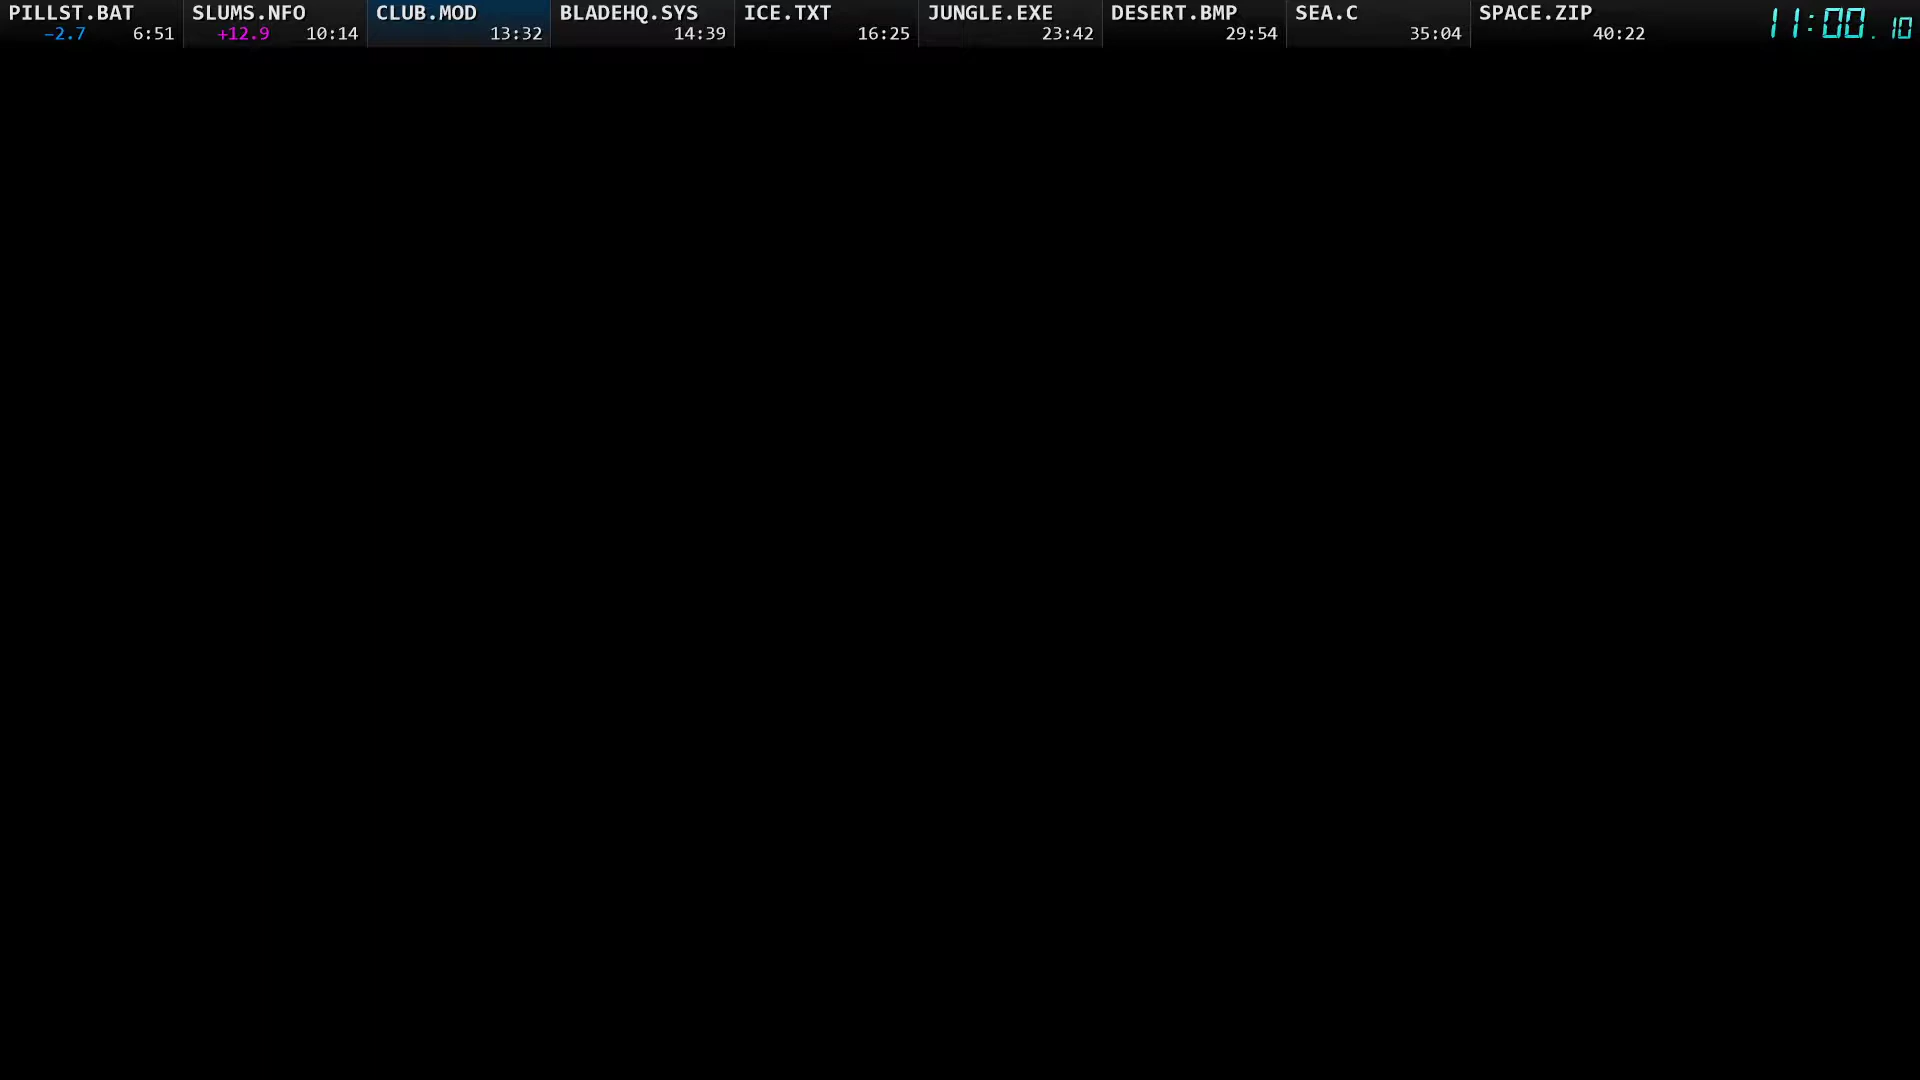 PILLST.BAT SLUMS.NFO CLUB.MOD BLADEHQ.SYS ICE.TXT JUNGLE.EXE DESERT.BMP SEA.C SPACE.ZIP 11:00.10
-2.7 6:51 +12.9 10:14 13:32 14:39 16:25 23:42 29:54 35:04 40:22